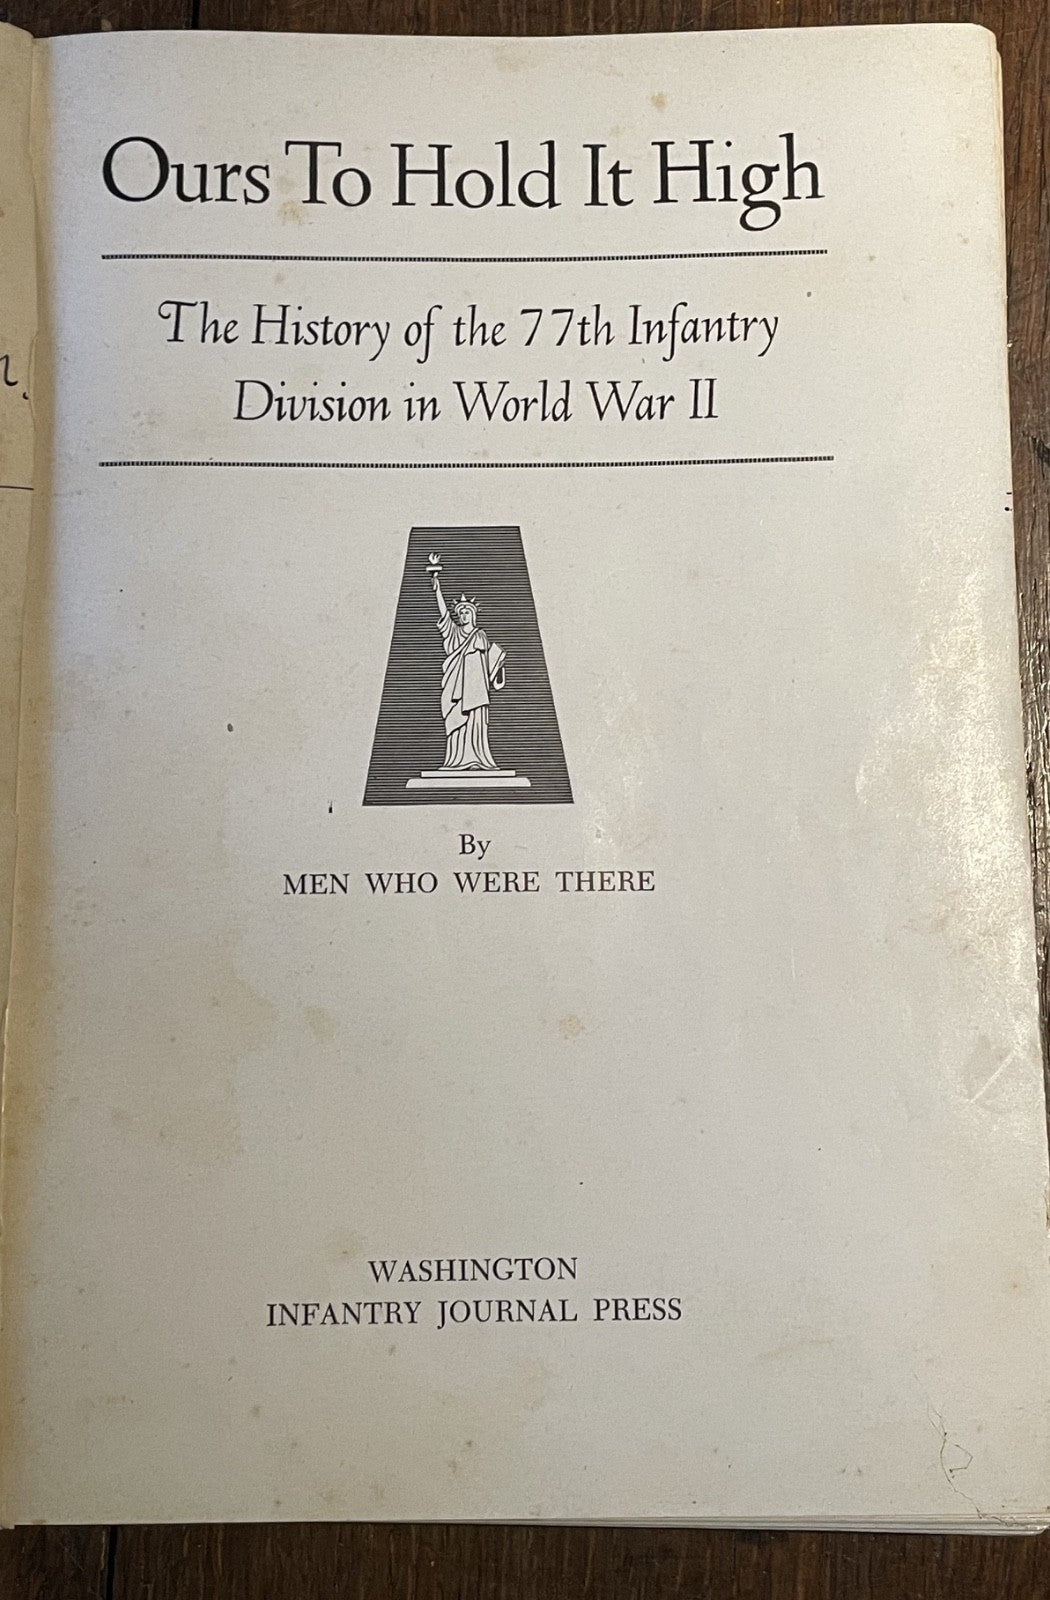 Ours To Hold It High
The History of the 77th Infantry
Division in World War II
By
MEN WHO WERE THERE
WASHINGTON
INFANTRY JOURNAL PRESS